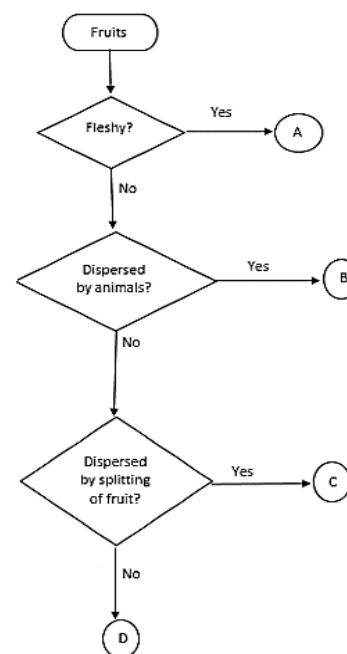 Fruits
Fleshy?
Yes
A
No
Dispersed
by animals?
Yes
B
No
Dispersed
by splitting
of fruit?
Yes
C
No
D